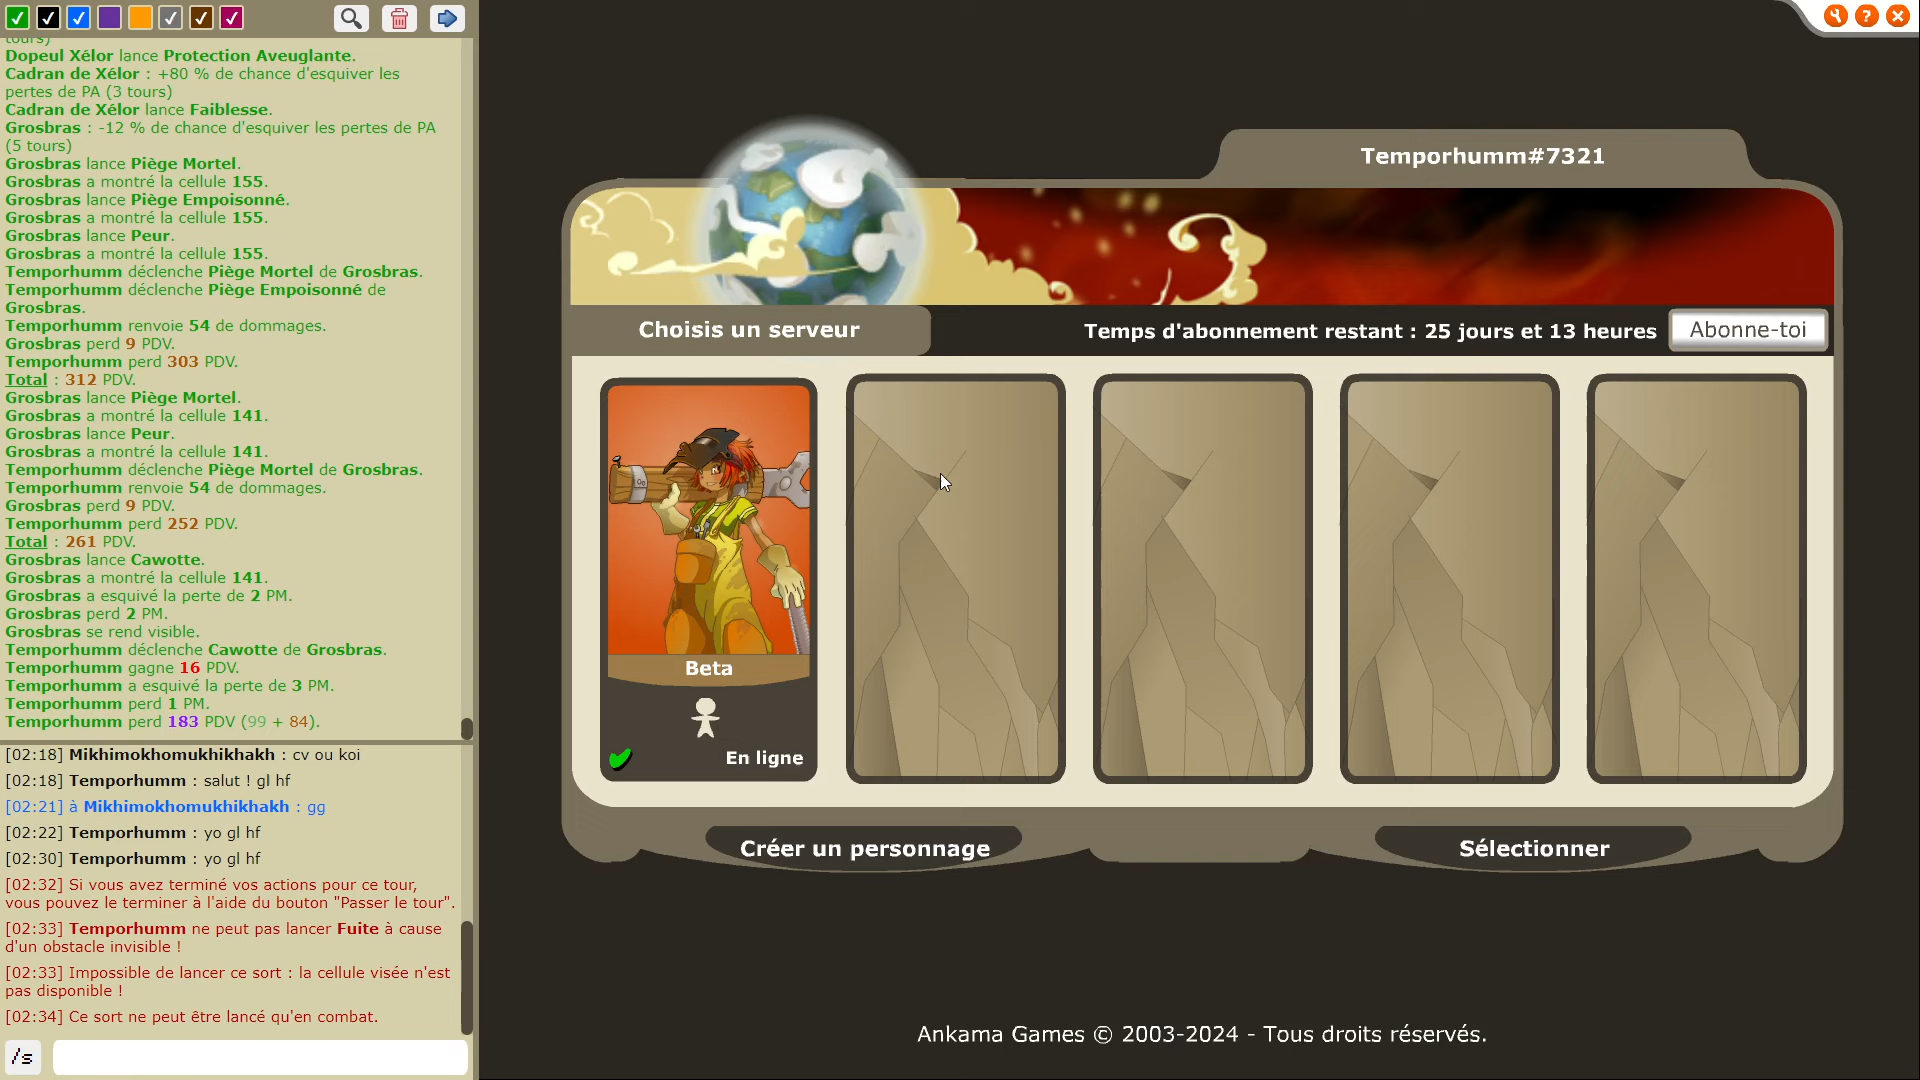 tours)
Dopeul Xélor lance Protection Aveuglante.
Cadran de Xélor : +80 % de chance d'esquiver les
pertes de PA (3 tours)
Cadran de Xélor lance Faiblesse.
Grosbras : -12 % de chance d'esquiver les pertes de PA
(5 tours)
Grosbras lance Piège Mortel.
Grosbras a montré la cellule 155.
Grosbras lance Piège Empoisonné.
Grosbras a montré la cellule 155.
Grosbras lance Peur.
Grosbras a montré la cellule 155.
Temporhumm déclenche Piège Mortel de Grosbras.
Temporhumm déclenche Piège Empoisonné de
Grosbras.
Temporhumm renvoie 54 de dommages.
Grosbras perd 9 PDV.
Temporhumm perd 303 PDV.
Total : 312 PDV.
Grosbras lance Piège Mortel.
Grosbras a montré la cellule 141.
Grosbras lance Peur.
Grosbras a montré la cellule 141.
Temporhumm déclenche Piège Mortel de Grosbras.
Temporhumm renvoie 54 de dommages.
Grosbras perd 9 PDV.
Temporhumm perd 252 PDV.
Total : 261 PDV.
Grosbras lance Cawotte.
Grosbras a montré la cellule 141.
Grosbras a esquivé la perte de 2 PM.
Grosbras perd 2 PM.
Grosbras se rend visible.
Temporhumm déclenche Cawotte de Grosbras.
Temporhumm gagne 16 PDV.
Temporhumm a esquivé la perte de 3 PM.
Temporhumm perd 1 PM.
Temporhumm perd 183 PDV (99 + 84).
[02:18] Mikhimokhomukhikhakh : cv ou koi
[02:18] Temporhumm : salut ! gl hf
[02:21] à Mikhimokhomukhikhakh : gg
[02:22] Temporhumm : yo gl hf
[02:30] Temporhumm : yo gl hf
[02:32] Si vous avez terminé vos actions pour ce tour,
vous pouvez le terminer à l'aide du bouton "Passer le tour".
[02:33] Temporhumm ne peut pas lancer Fuite à cause
d'un obstacle invisible !
[02:33] Impossible de lancer ce sort : la cellule visée n'est
pas disponible !
[02:34] Ce sort ne peut être lancé qu'en combat.
/s
Temporhumm#7321
Choisis un serveur
Temps d'abonnement restant : 25 jours et 13 heures
Abonne-toi
Beta
En ligne
Créer un personnage
Sélectionner
Ankama Games © 2003-2024 - Tous droits réservés.
?